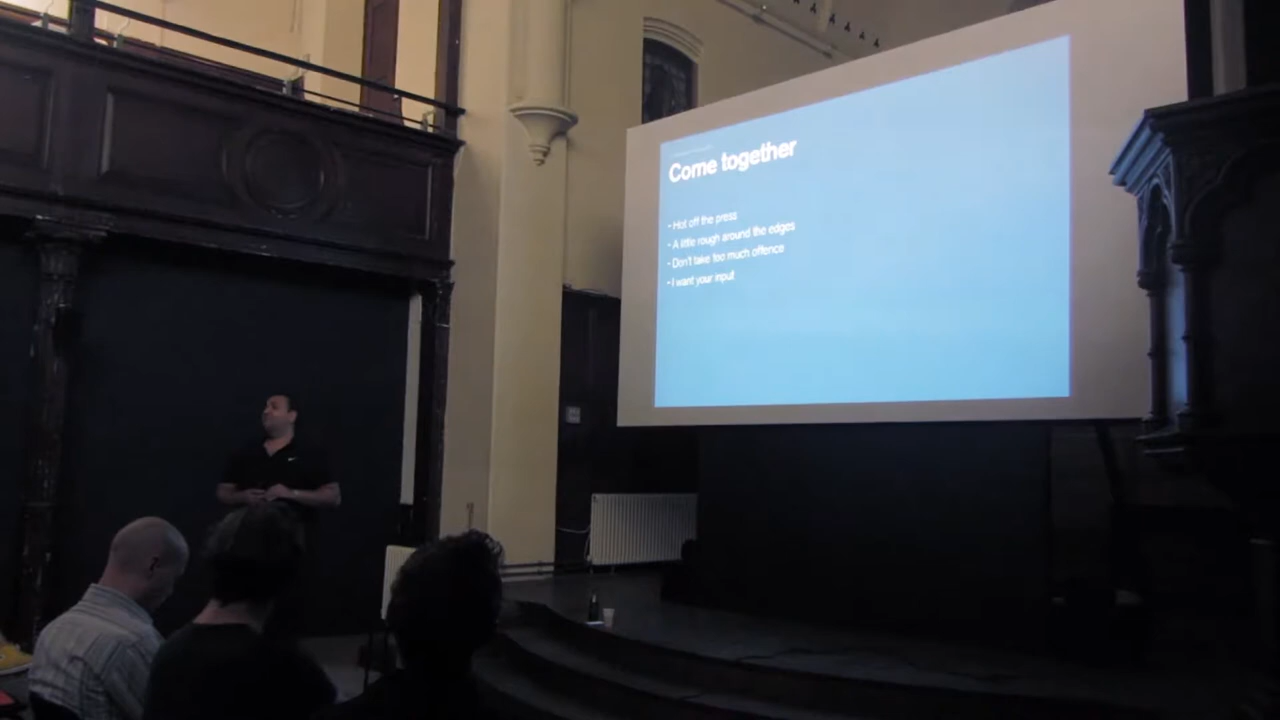 Come together
- Hot off the press
- A little rough around the edges
- Don't take too much offence
- I want your input